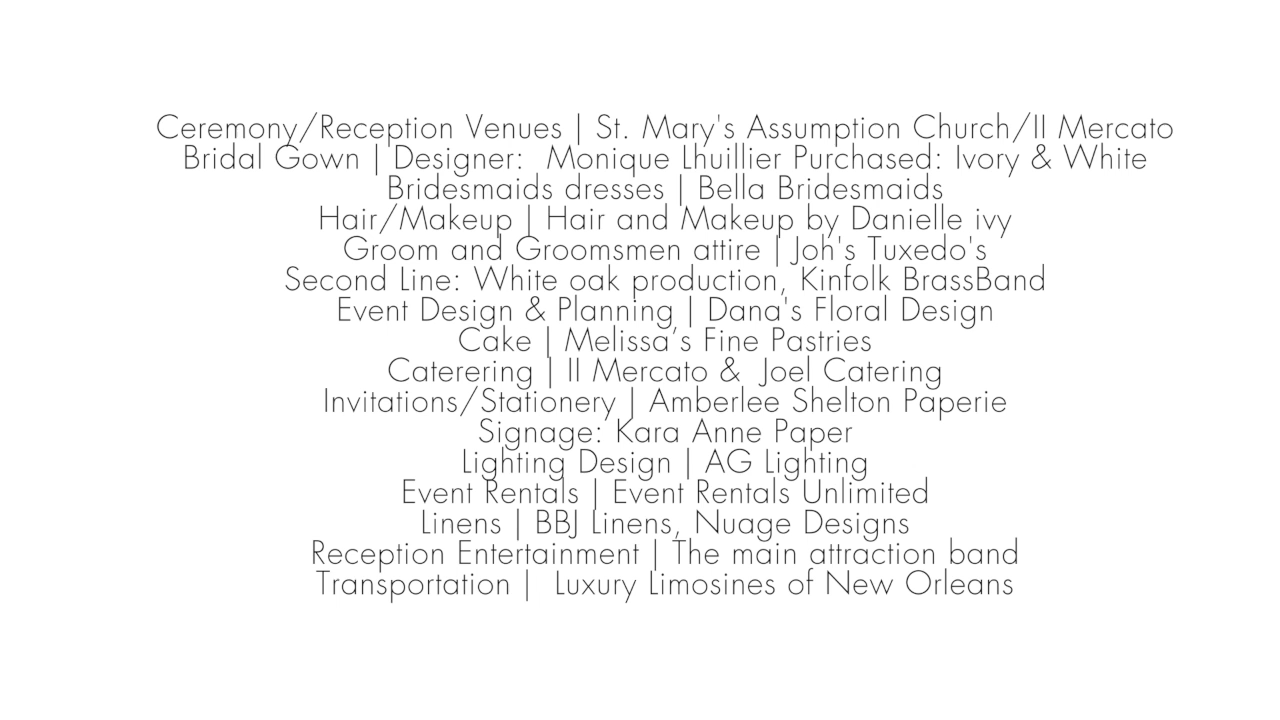 Ceremony/Reception Venues | St. Mary's Assumption Church/II Mercato
Bridal Gown | Designer:  Monique Lhuillier Purchased: Ivory & White
Bridesmaids dresses | Bella Bridesmaids
Hair/Makeup | Hair and Makeup by Danielle ivy
Groom and Groomsmen attire | Joh's Tuxedo's
Second Line: White oak production, Kinfolk BrassBand
Event Design & Planning | Dana's Floral Design
Cake | Melissa’s Fine Pastries
Caterering | II Mercato &  Joel Catering
Invitations/Stationery | Amberlee Shelton Paperie
Signage: Kara Anne Paper
Lighting Design | AG Lighting
Event Rentals | Event Rentals Unlimited
Linens | BBJ Linens, Nuage Designs
Reception Entertainment | The main attraction band
Transportation |  Luxury Limosines of New Orleans